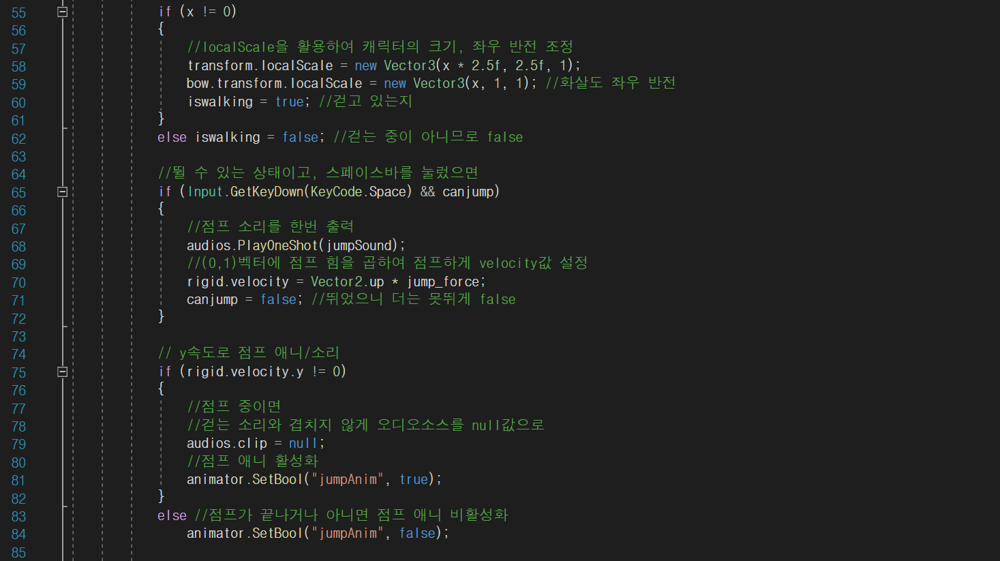 55 if (x != 0)
56 {
57 //localScale을 활용하여 캐릭터의 크기, 좌우 반전 조정
58 transform.localScale = new Vector3(x * 2.5f, 2.5f, 1);
59 bow.transform.localScale = new Vector3(x, 1, 1); //화살도 좌우 반전
60 iswalking = true; //걷고 있는지
61 }
62 else iswalking = false; //걷는 중이 아니므로 false
63
64 //뛸 수 있는 상태이고, 스페이스바를 눌렀으면
65 if (Input.GetKeyDown(KeyCode.Space) && canjump)
66 {
67 //점프 소리를 한번 출력
68 audios.PlayOneShot(jumpSound);
69 //(0,1)벡터에 점프 힘을 곱하여 점프하게 velocity값 설정
70 rigid.velocity = Vector2.up * jump_force;
71 canjump = false; //뛰었으니 더는 못뛰게 false
72 }
73
74 // y속도로 점프 애니/소리
75 if (rigid.velocity.y != 0)
76 {
77 //점프 중이면
78 //걷는 소리와 겹치지 않게 오디오소스를 null값으로
79 audios.clip = null;
80 //점프 애니 활성화
81 animator.SetBool("jumpAnim", true);
82 }
83 else //점프가 끝나거나 아니면 점프 애니 비활성화
84 animator.SetBool("jumpAnim", false);
85